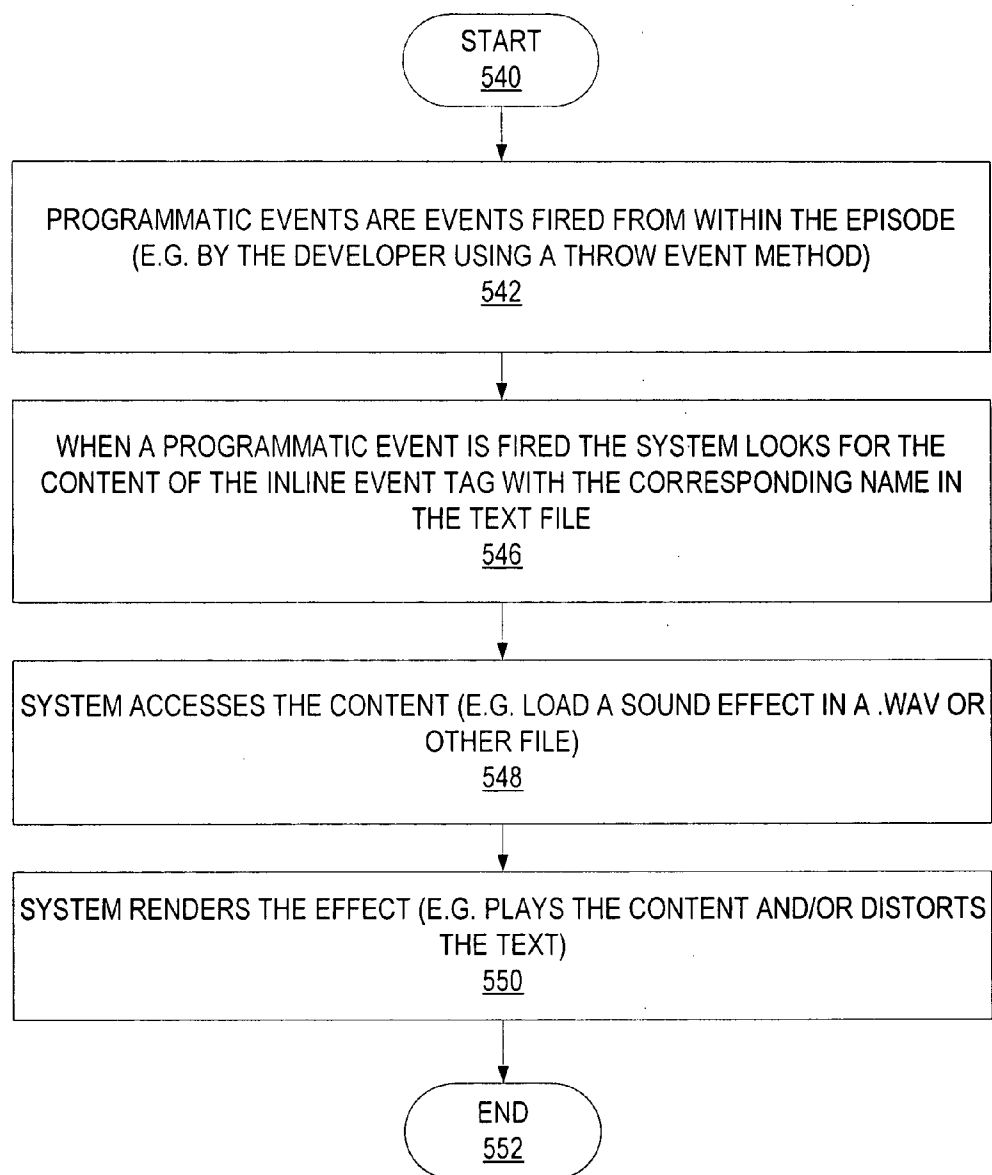 START
540
PROGRAMMATIC EVENTS ARE EVENTS FIRED FROM WITHIN THE EPISODE
(E.G. BY THE DEVELOPER USING A THROW EVENT METHOD)
542
WHEN A PROGRAMMATIC EVENT IS FIRED THE SYSTEM LOOKS FOR THE
CONTENT OF THE INLINE EVENT TAG WITH THE CORRESPONDING NAME IN
THE TEXT FILE
546
SYSTEM ACCESSES THE CONTENT (E.G. LOAD A SOUND EFFECT IN A .WAV OR
OTHER FILE)
548
SYSTEM RENDERS THE EFFECT (E.G. PLAYS THE CONTENT AND/OR DISTORTS
THE TEXT)
550
END
552